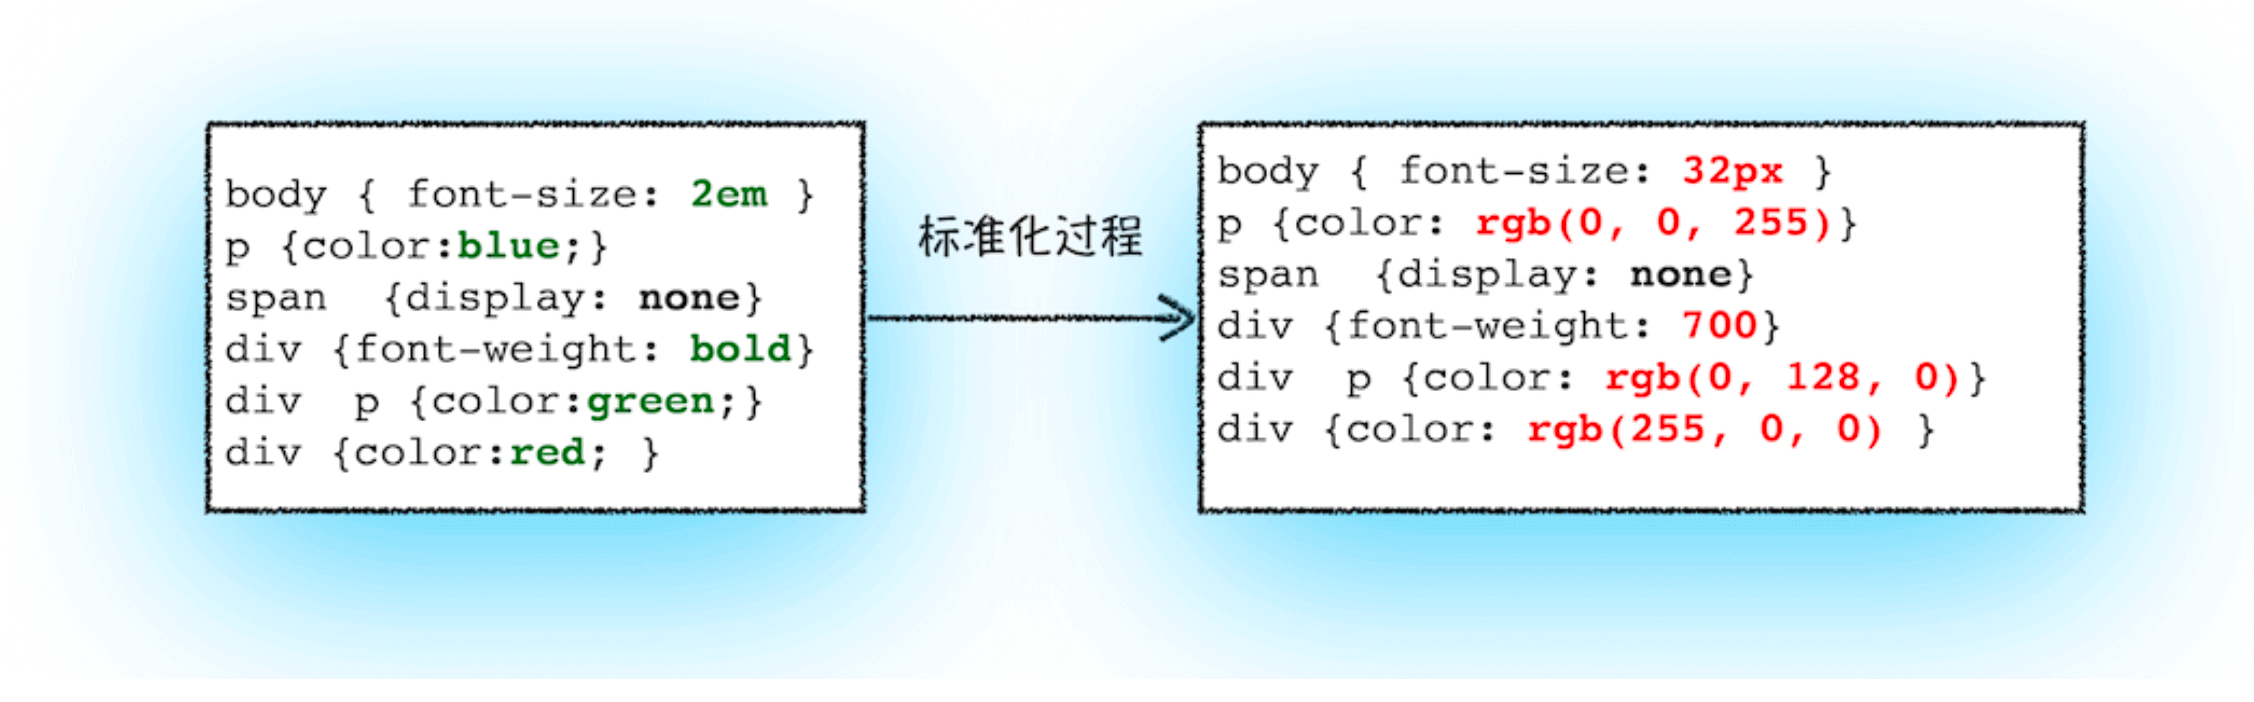 body { font-size: 2em }
p {color:blue;}
span  {display: none}
div {font-weight: bold}
div  p {color:green;}
div {color:red; }
标准化过程
body { font-size: 32px }
p {color: rgb(0, 0, 255)}
span  {display: none}
div {font-weight: 700}
div  p {color: rgb(0, 128, 0)}
div {color: rgb(255, 0, 0) }